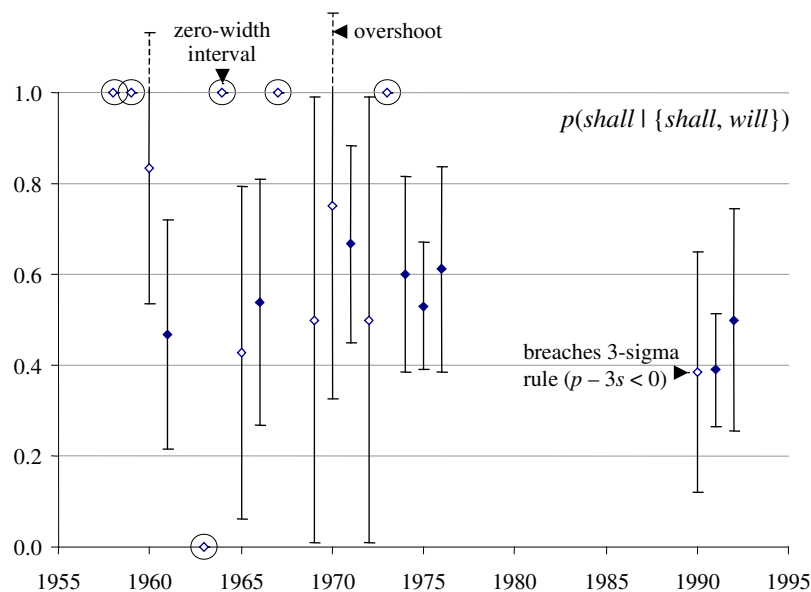 zero-width
interval
overshoot
p(shall | {shall, will})
1.0
0.8
0.6
0.4
0.2
0.0
breaches 3-sigma
rule (p – 3s < 0)
1955 1960 1965 1970 1975 1980 1985 1990 1995